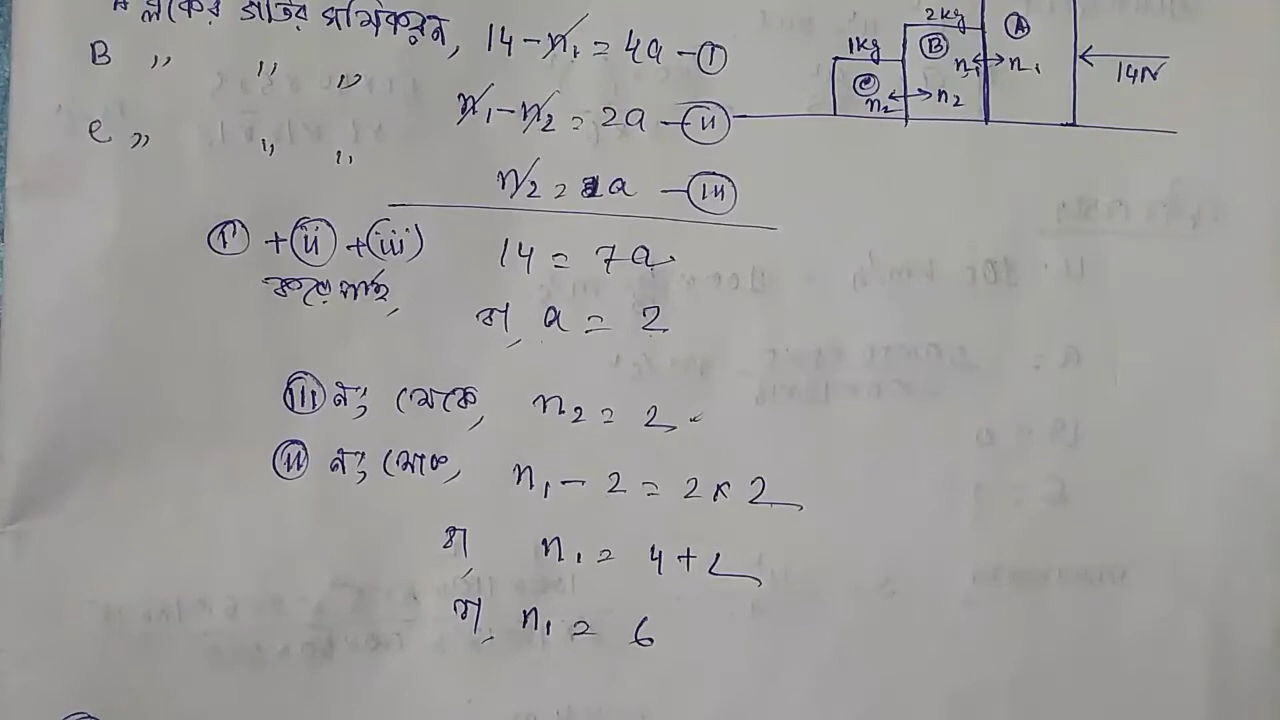 ব্লকের গতির সমিকরন, 14 - n₁ = 4a - (I)
B ,, ,, ,,
n₁ - n₂ = 2a - (II)
C ,, ,, ,,
n₂ = a - (III)
(I) + (ii) + (iii)
করে পাই,
14 = 7a
বা, a = 2
(III) নং থেকে, n₂ = 2
(II) নং থেকে, n₁ - 2 = 2 × 2
বা, n₁ = 4 + 2
বা, n₁ = 6
2kg
1kg
A
B
C
n₁ n₁
n₂ n₂
14N